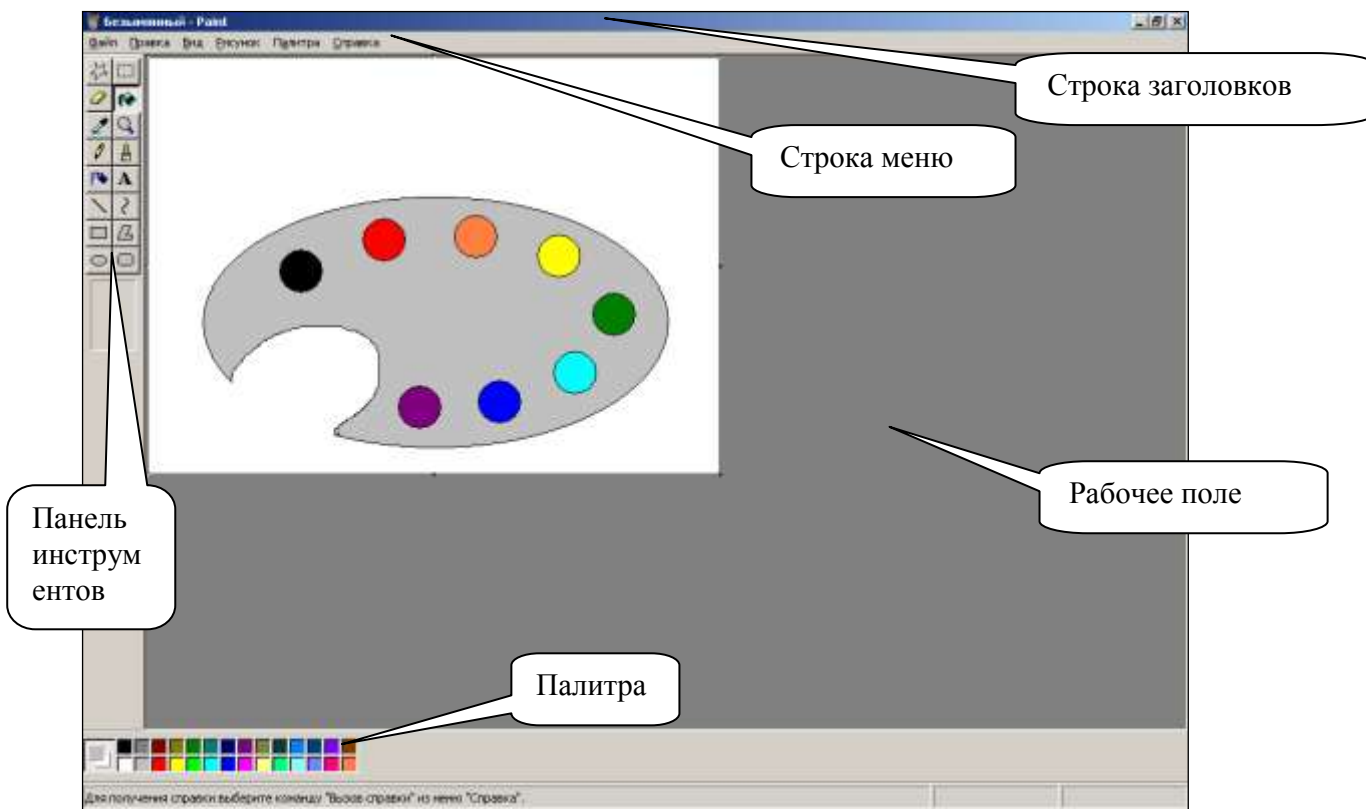 Безымянный - Paint
Файл Правка Вид Рисунок Палитра Справка
Строка заголовков
Строка меню
A
Рабочее поле
Панель
инструм
ентов
Палитра
Для получения справки выберите команду "Вызов справки" из меню "Справка".